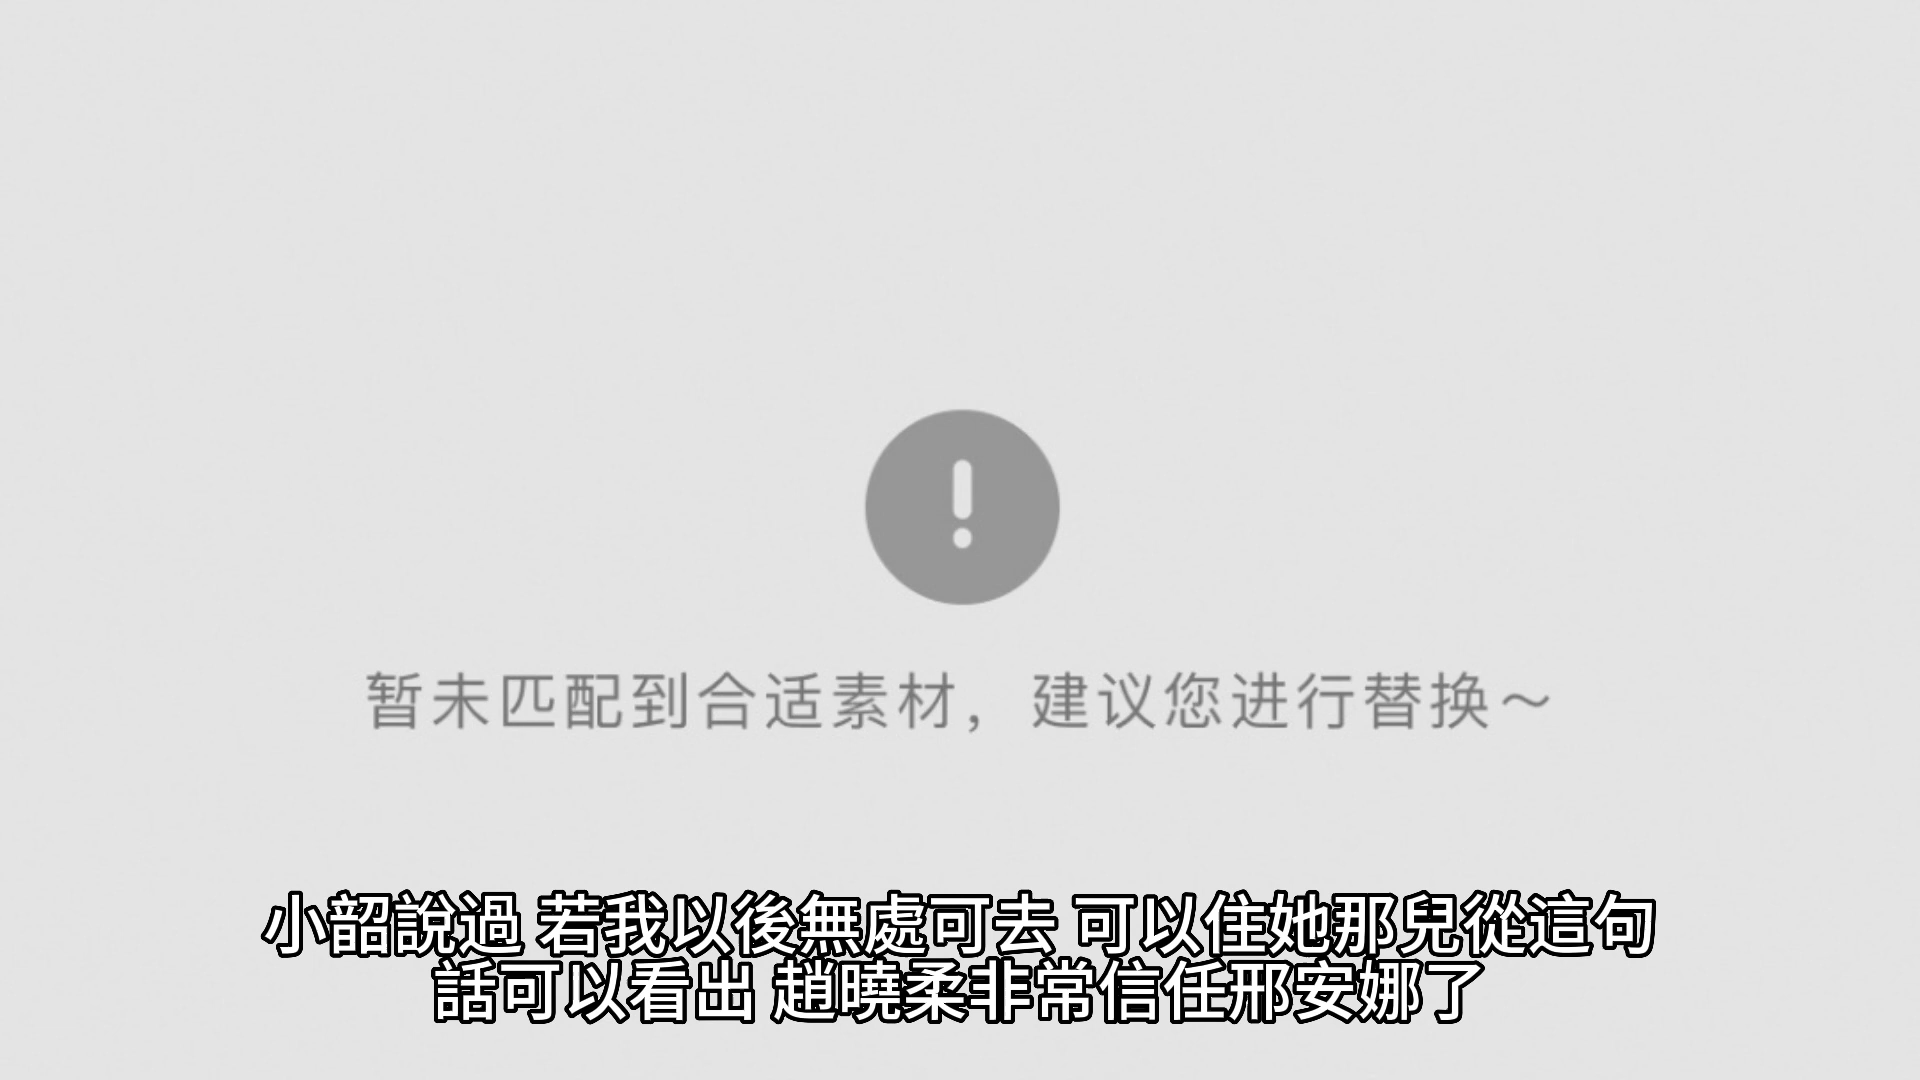 暂未匹配到合适素材，建议您进行替换～
小韶說過 若我以後無處可去 可以住她那兒從這句
話可以看出 趙曉柔非常信任邢安娜了